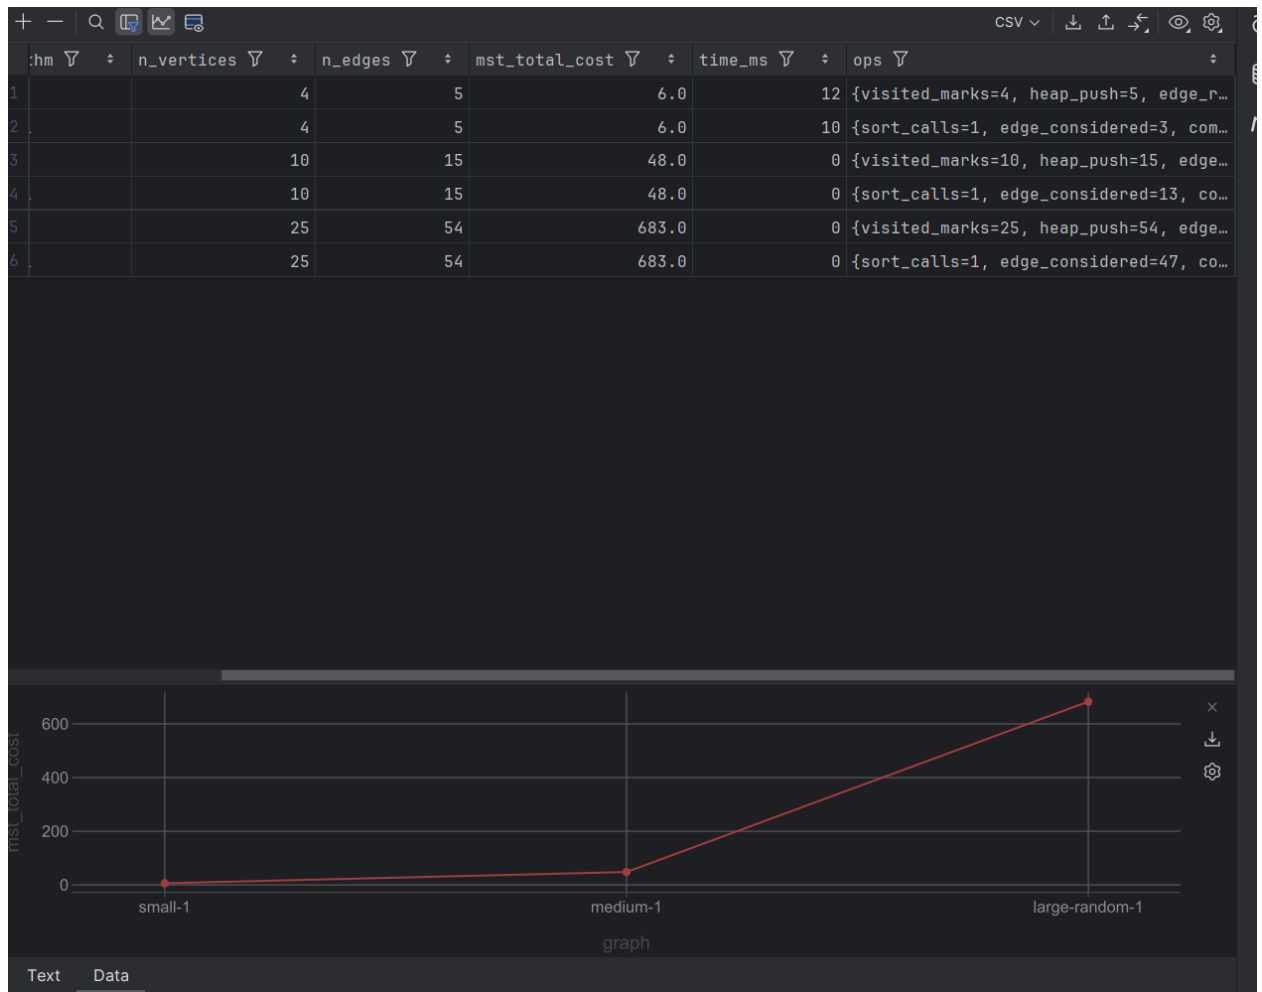 CSV
:hm n_vertices n_edges mst_total_cost time_ms ops
1 4 5 6.0 12 {visited_marks=4, heap_push=5, edge_r…
2 . 4 5 6.0 10 {sort_calls=1, edge_considered=3, com…
3 10 15 48.0 0 {visited_marks=10, heap_push=15, edge…
4 . 10 15 48.0 0 {sort_calls=1, edge_considered=13, co…
5 25 54 683.0 0 {visited_marks=25, heap_push=54, edge…
6 . 25 54 683.0 0 {sort_calls=1, edge_considered=47, co…
mst_total_cost
600
400
200
0
small-1 medium-1 large-random-1
graph
Text Data